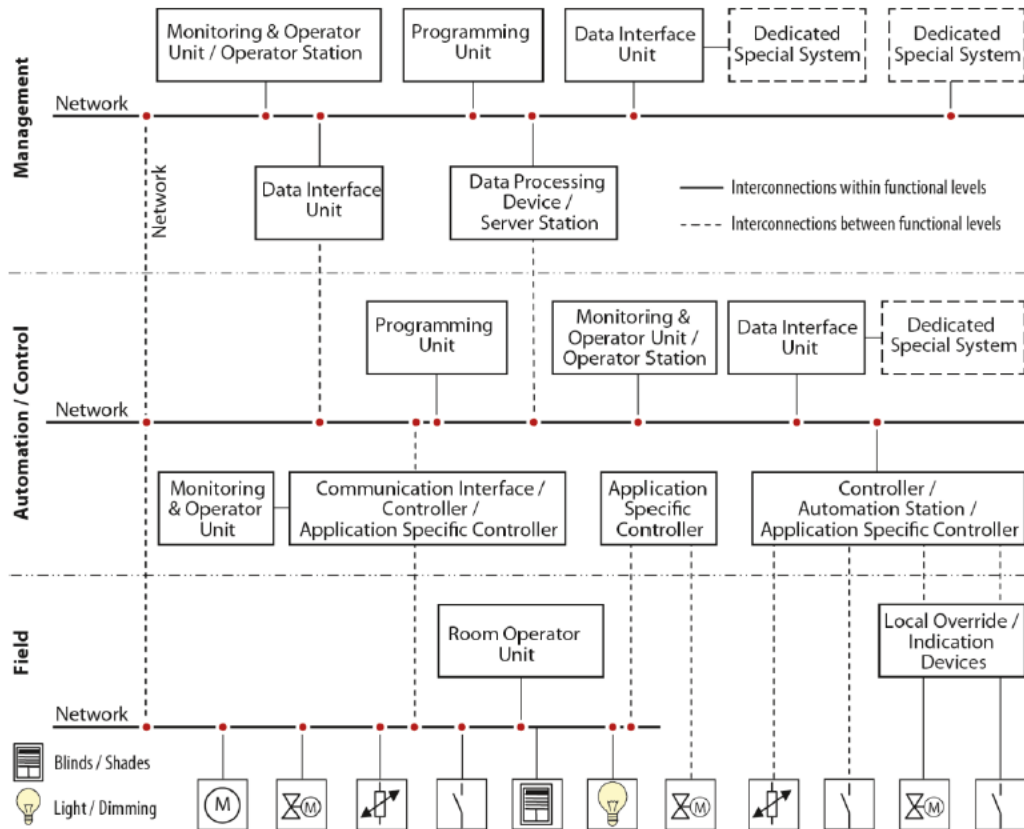 Management
Monitoring & Operator
Unit / Operator Station
Programming
Unit
Data Interface
Unit
Dedicated
Special System
Dedicated
Special System
Network
Network
Data Interface
Unit
Data Processing
Device /
Server Station
Interconnections within functional levels
Interconnections between functional levels
Automation / Control
Programming
Unit
Monitoring &
Operator Unit /
Operator Station
Data Interface
Unit
Dedicated
Special System
Network
Monitoring
& Operator
Unit
Communication Interface /
Controller /
Application Specific Controller
Application
Specific
Controller
Controller /
Automation Station /
Application Specific Controller
Field
Room Operator
Unit
Local Override /
Indication
Devices
Network
Blinds / Shades
Light / Dimming
M
M
M
M